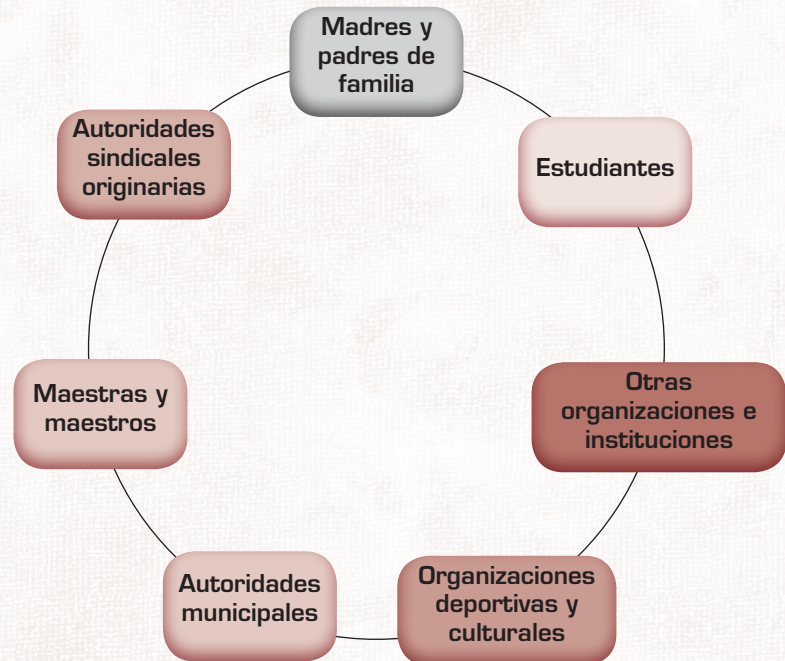 Madres y
padres de
familia
Estudiantes
Otras
organizaciones e
instituciones
Organizaciones
deportivas y
culturales
Autoridades
municipales
Maestras y
maestros
Autoridades
sindicales
originarias